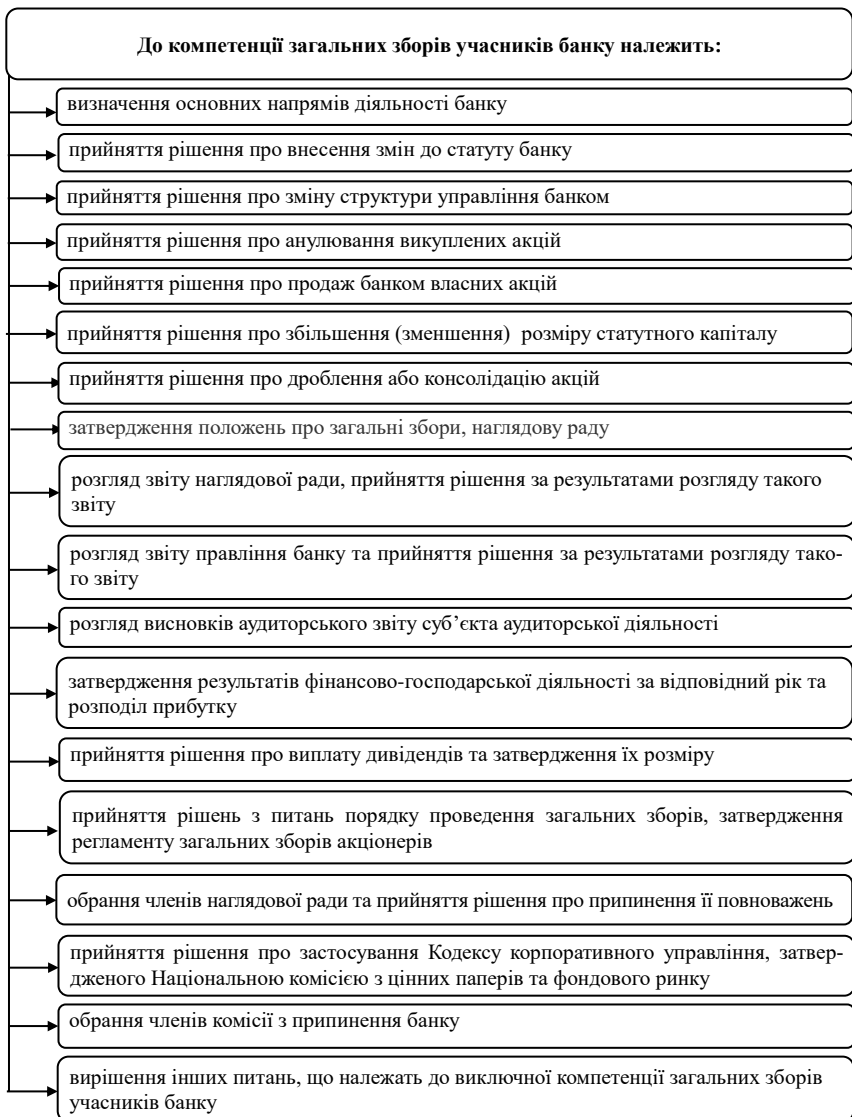 До компетенції загальних зборів учасників банку належить:
визначення основних напрямів діяльності банку
прийняття рішення про внесення змін до статуту банку
прийняття рішення про зміну структури управління банком
прийняття рішення про анулювання викуплених акцій
прийняття рішення про продаж банком власних акцій
прийняття рішення про збільшення (зменшення) розміру статутного капіталу
прийняття рішення про дроблення або консолідацію акцій
затвердження положень про загальні збори, наглядову раду
розгляд звіту наглядової ради, прийняття рішення за результатами розгляду такого
звіту
розгляд звіту правління банку та прийняття рішення за результатами розгляду тако-
го звіту
розгляд висновків аудиторського звіту суб’єкта аудиторської діяльності
затвердження результатів фінансово-господарської діяльності за відповідний рік та
розподіл прибутку
прийняття рішення про виплату дивідендів та затвердження їх розміру
прийняття рішень з питань порядку проведення загальних зборів, затвердження
регламенту загальних зборів акціонерів
обрання членів наглядової ради та прийняття рішення про припинення її повноважень
прийняття рішення про застосування Кодексу корпоративного управління, затвер-
дженого Національною комісією з цінних паперів та фондового ринку
обрання членів комісії з припинення банку
вирішення інших питань, що належать до виключної компетенції загальних зборів
учасників банку